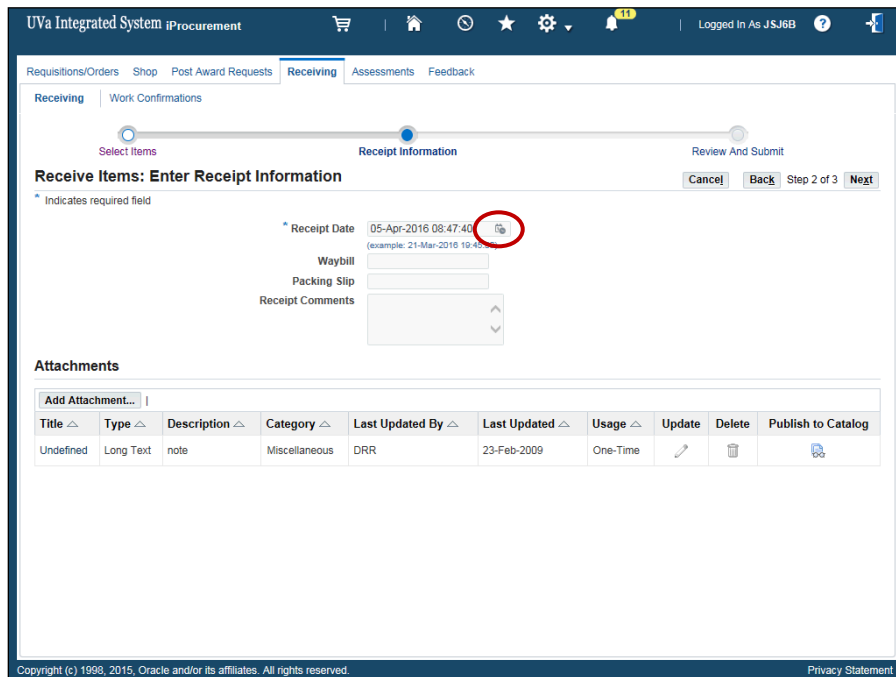 UVa Integrated System iProcurement
11
Logged In As JSJ6B ?
Requisitions/Orders Shop Post Award Requests Receiving Assessments Feedback
Receiving Work Confirmations
Select Items Receipt Information Review And Submit
Receive Items: Enter Receipt Information
Cancel Back Step 2 of 3 Next
* Indicates required field
* Receipt Date 05-Apr-2016 08:47:40
(example: 21-Mar-2016 19:45:
Waybill
Packing Slip
Receipt Comments
Attachments
Add Attachment... |
Title Type Description Category Last Updated By Last Updated Usage Update Delete Publish to Catalog
Undefined Long Text note Miscellaneous DRR 23-Feb-2009 One-Time
Copyright (c) 1998, 2015, Oracle and/or its affiliates. All rights reserved. Privacy Statement